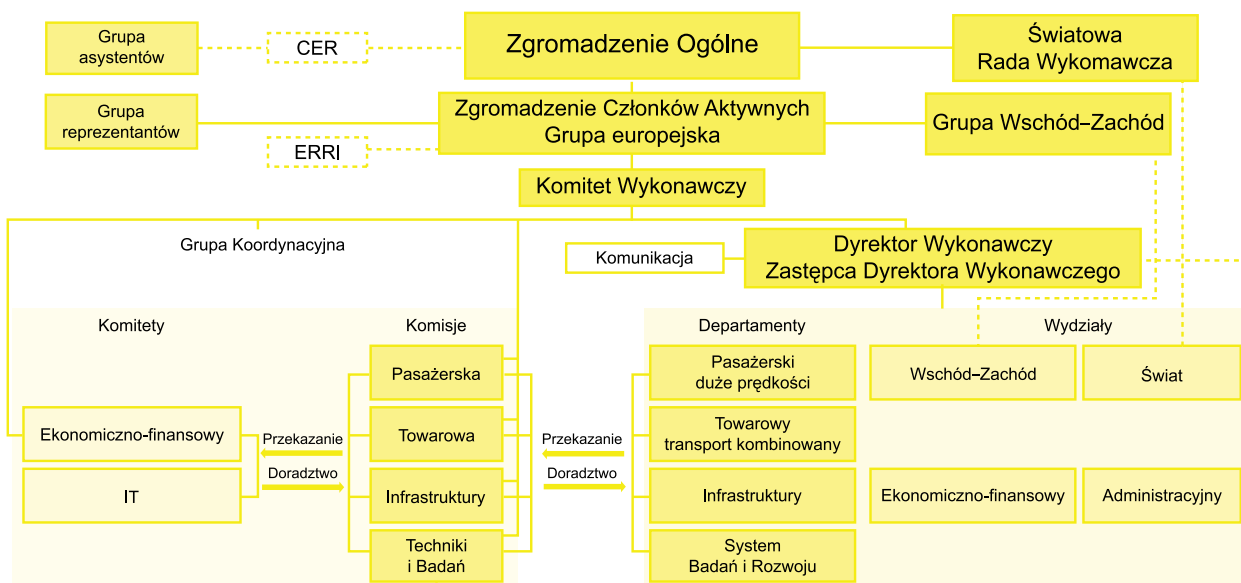 Grupa
asystentów
CER
Zgromadzenie Ogólne
Światowa
Rada Wykomawcza
Grupa
reprezentantów
Zgromadzenie Członków Aktywnych
Grupa europejska
Grupa Wschód–Zachód
ERRI
Komitet Wykonawczy
Grupa Koordynacyjna
Komunikacja
Dyrektor Wykonawczy
Zastępca Dyrektora Wykonawczego
Komitety
Komisje
Departamenty
Wydziały
Pasażerska
Pasażerski
duże prędkości
Wschód–Zachód
Świat
Ekonomiczno-finansowy
Przekazanie
Doradztwo
Towarowa
Przekazanie
Doradztwo
Towarowy
transport kombinowany
IT
Infrastruktury
Infrastruktury
Ekonomiczno-finansowy
Administracyjny
Techniki
i Badań
System
Badań i Rozwoju